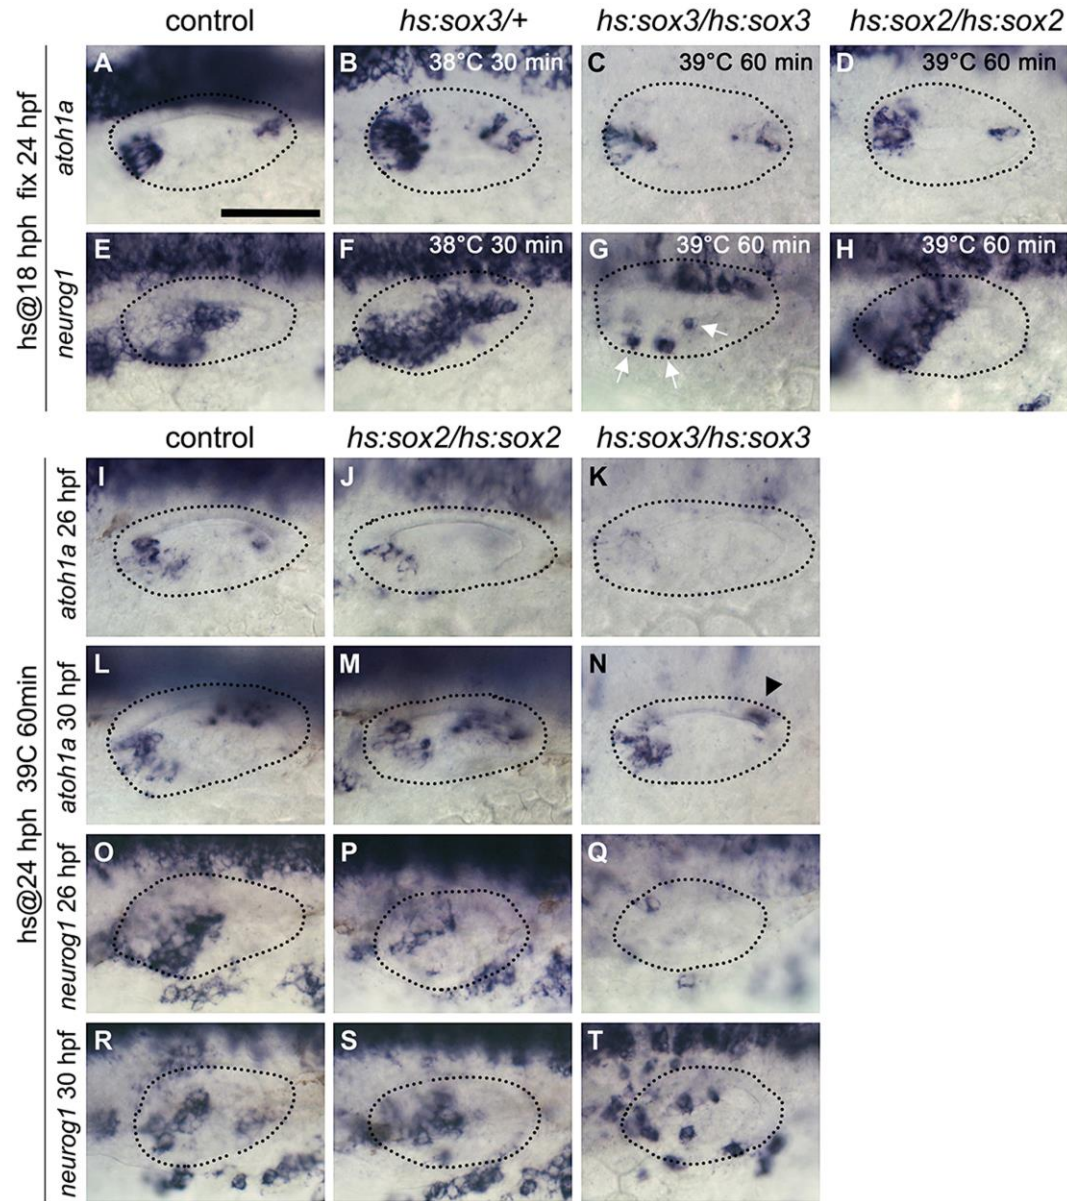 control hs:sox3/+ hs:sox3/hs:sox3 hs:sox2/hs:sox2
hs@18 hph fix 24 hpf
atoh1a
A
B 38°C 30 min
C 39°C 60 min
D 39°C 60 min
neurog1
E
F 38°C 30 min
G 39°C 60 min
H 39°C 60 min
control hs:sox2/hs:sox2 hs:sox3/hs:sox3
hs@24 hph 39C 60min
atoh1a 26 hpf
I
J
K
atoh1a 30 hpf
L
M
N
neurog1 26 hpf
O
P
Q
neurog1 30 hpf
R
S
T